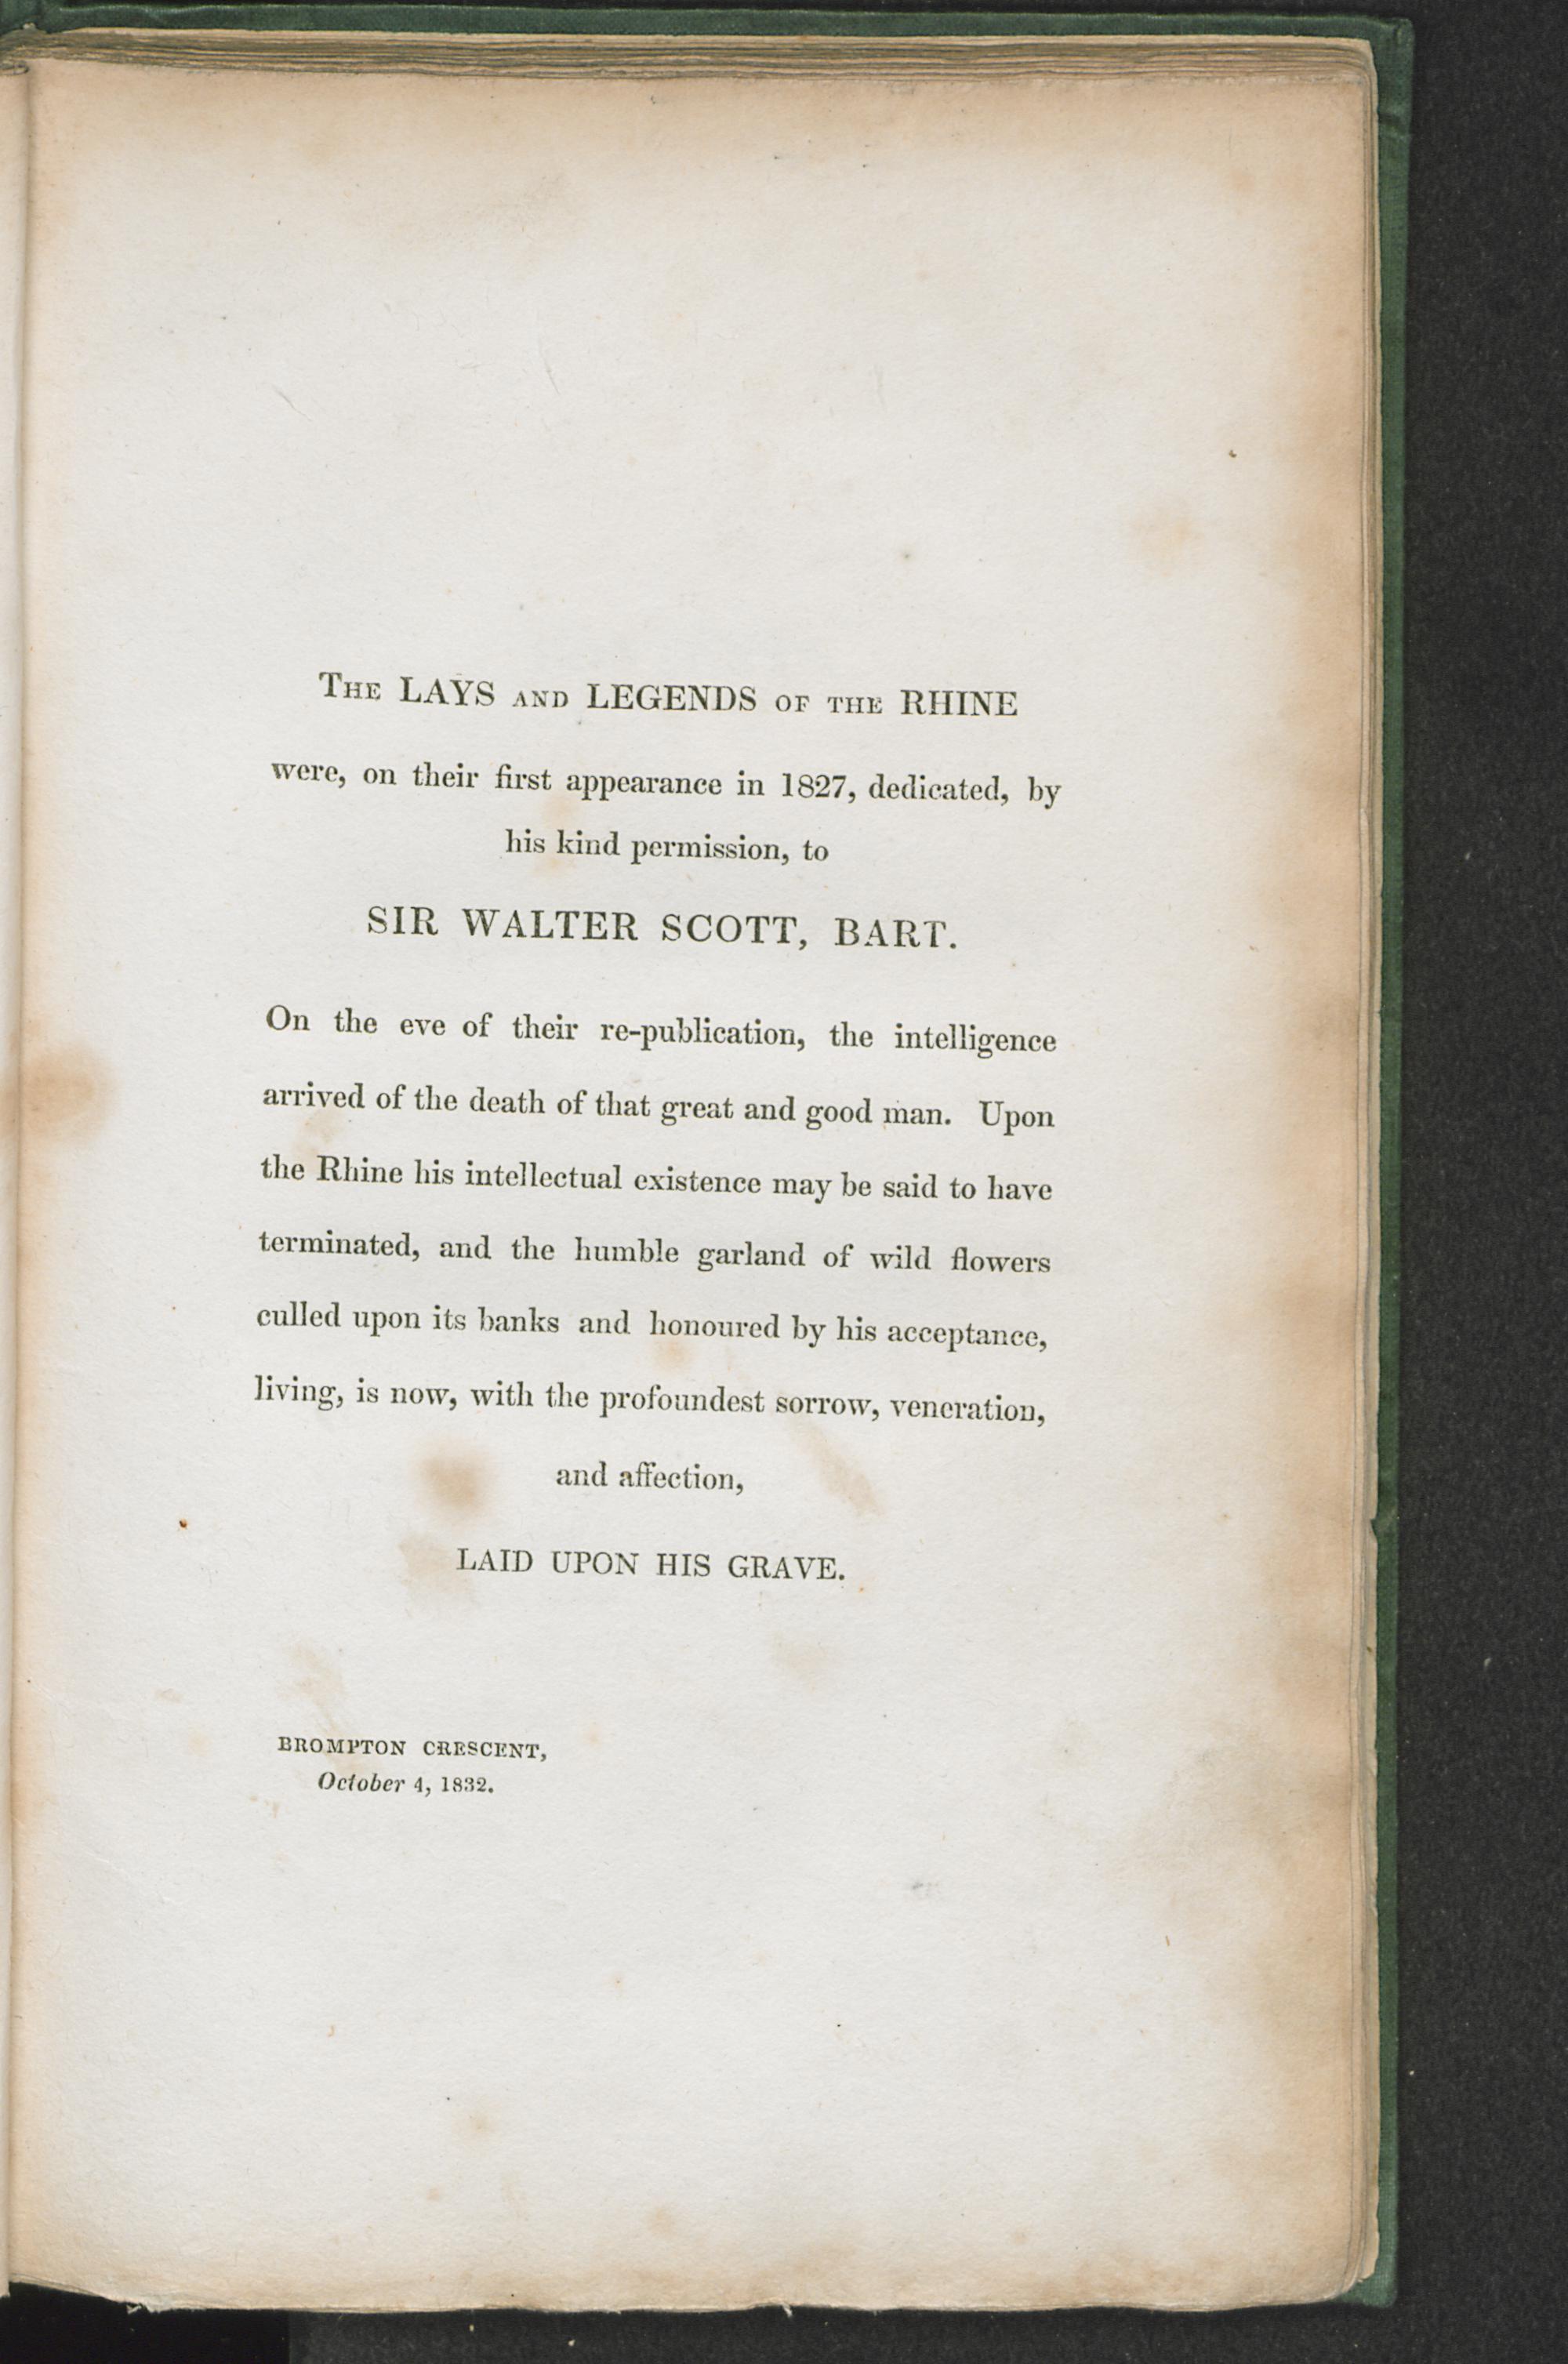 The LAYS and LEGENDS of the RHINE
were, on their first appearance in 1827, dedicated, by
his kind permission, to
SIR WALTER SCOTT, BART.
On the eve of their re-publication, the intelligence
arrived of the death of that great and good man. Upon
the Rhine his intellectual existence may be said to have
terminated, and the humble garland of wild flowers
culled upon its banks and honoured by his acceptance,
living, is now, with the profoundest sorrow, veneration,
and affection,
LAID UPON HIS GRAVE.
BROMPTON CRESCENT,
October 4, 1832.